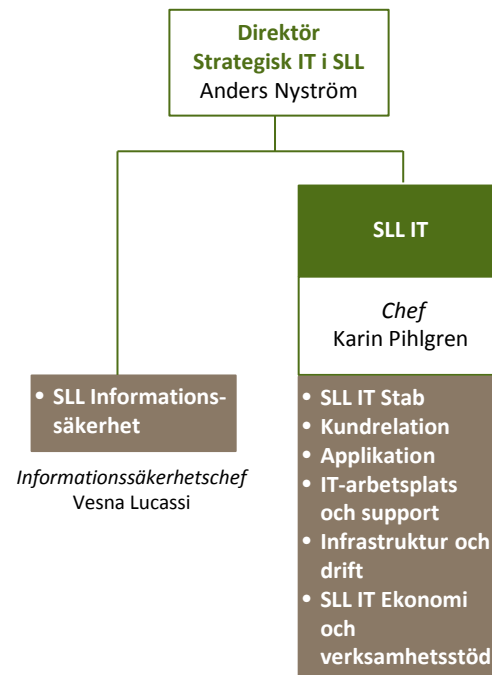 Direktör
Strategisk IT i SLL
Anders Nyström
SLL IT
Chef
Karin Pihlgren
• SLL Informations-
säkerhet
Informationssäkerhetschef
Vesna Lucassi
• SLL IT Stab
• Kundrelation
• Applikation
• IT-arbetsplats
och support
• Infrastruktur och
drift
• SLL IT Ekonomi
och
verksamhetsstöd